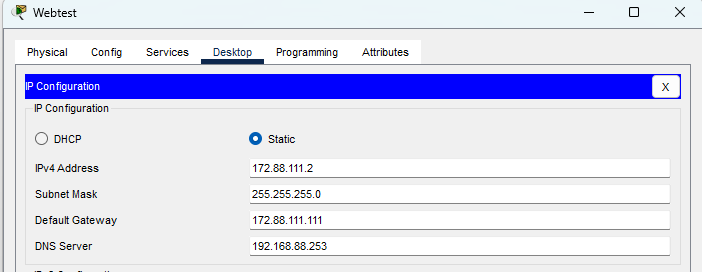 Webtest
Physical Config Services Desktop Programming Attributes
IP Configuration X
IP Configuration
DHCP Static
IPv4 Address 172.88.111.2
Subnet Mask 255.255.255.0
Default Gateway 172.88.111.111
DNS Server 192.168.88.253